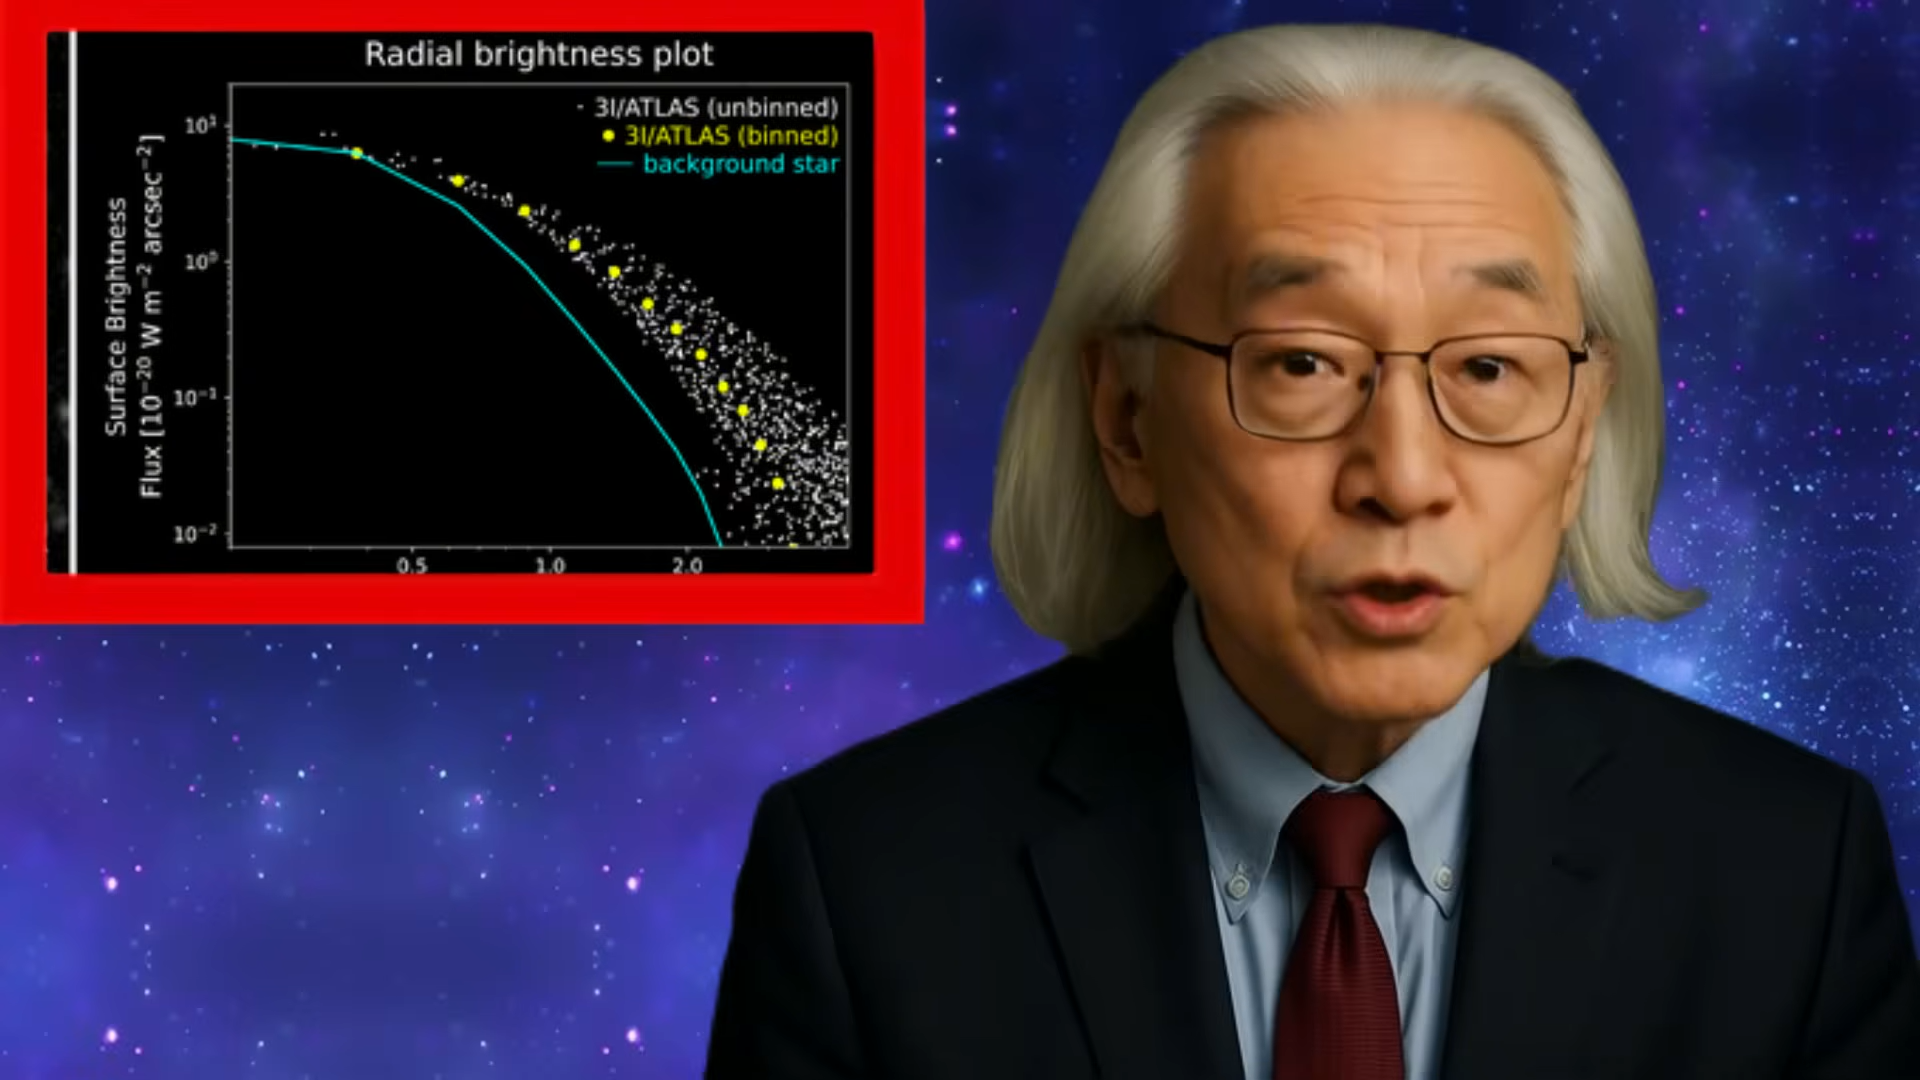 Radial brightness plot
3I/ATLAS (unbinned)
3I/ATLAS (binned)
background star
Surface Brightness
Flux [10⁻²⁰ W m⁻² arcsec⁻²]
10¹
10⁰
10⁻¹
10⁻²
0.5 1.0 2.0